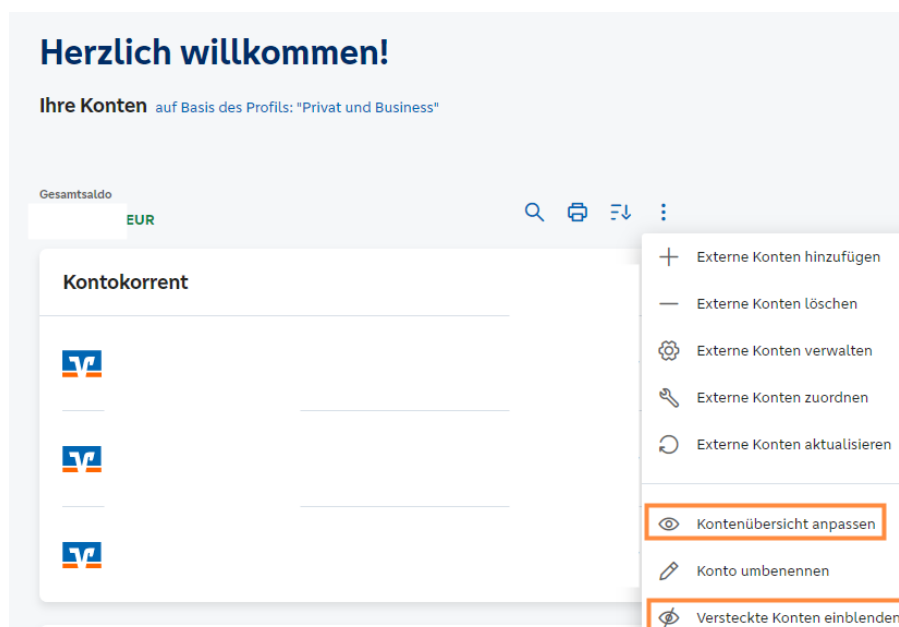 Herzlich willkommen!
Ihre Konten auf Basis des Profils: "Privat und Business"
Gesamtsaldo
EUR
Kontokorrent
Externe Konten hinzufügen
Externe Konten löschen
Externe Konten verwalten
Externe Konten zuordnen
Externe Konten aktualisieren
Kontenübersicht anpassen
Konto umbenennen
Versteckte Konten einblenden